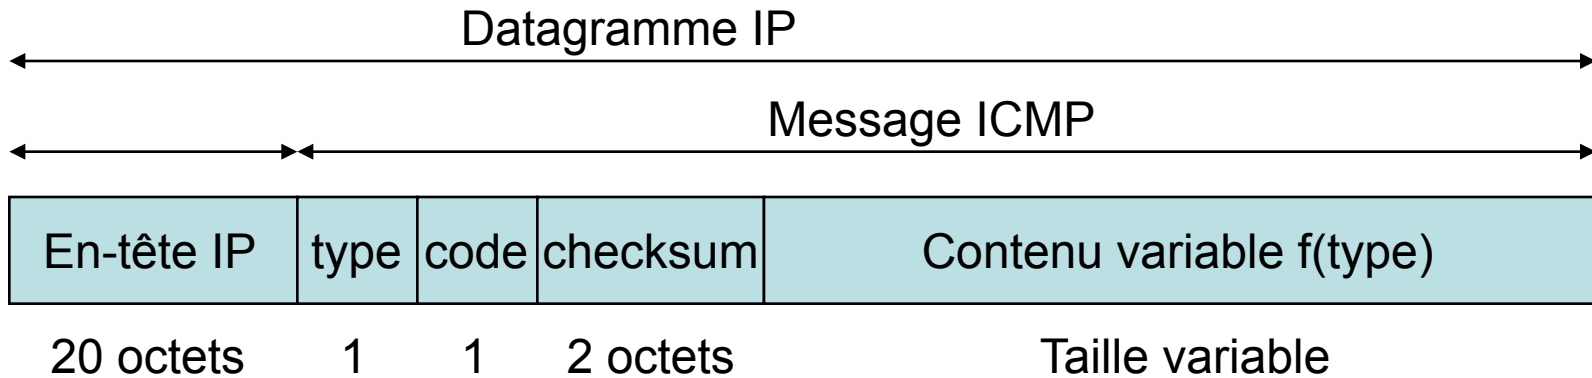 Datagramme IP
Message ICMP
En-tête IP type code checksum Contenu variable f(type)
20 octets 1 1 2 octets Taille variable